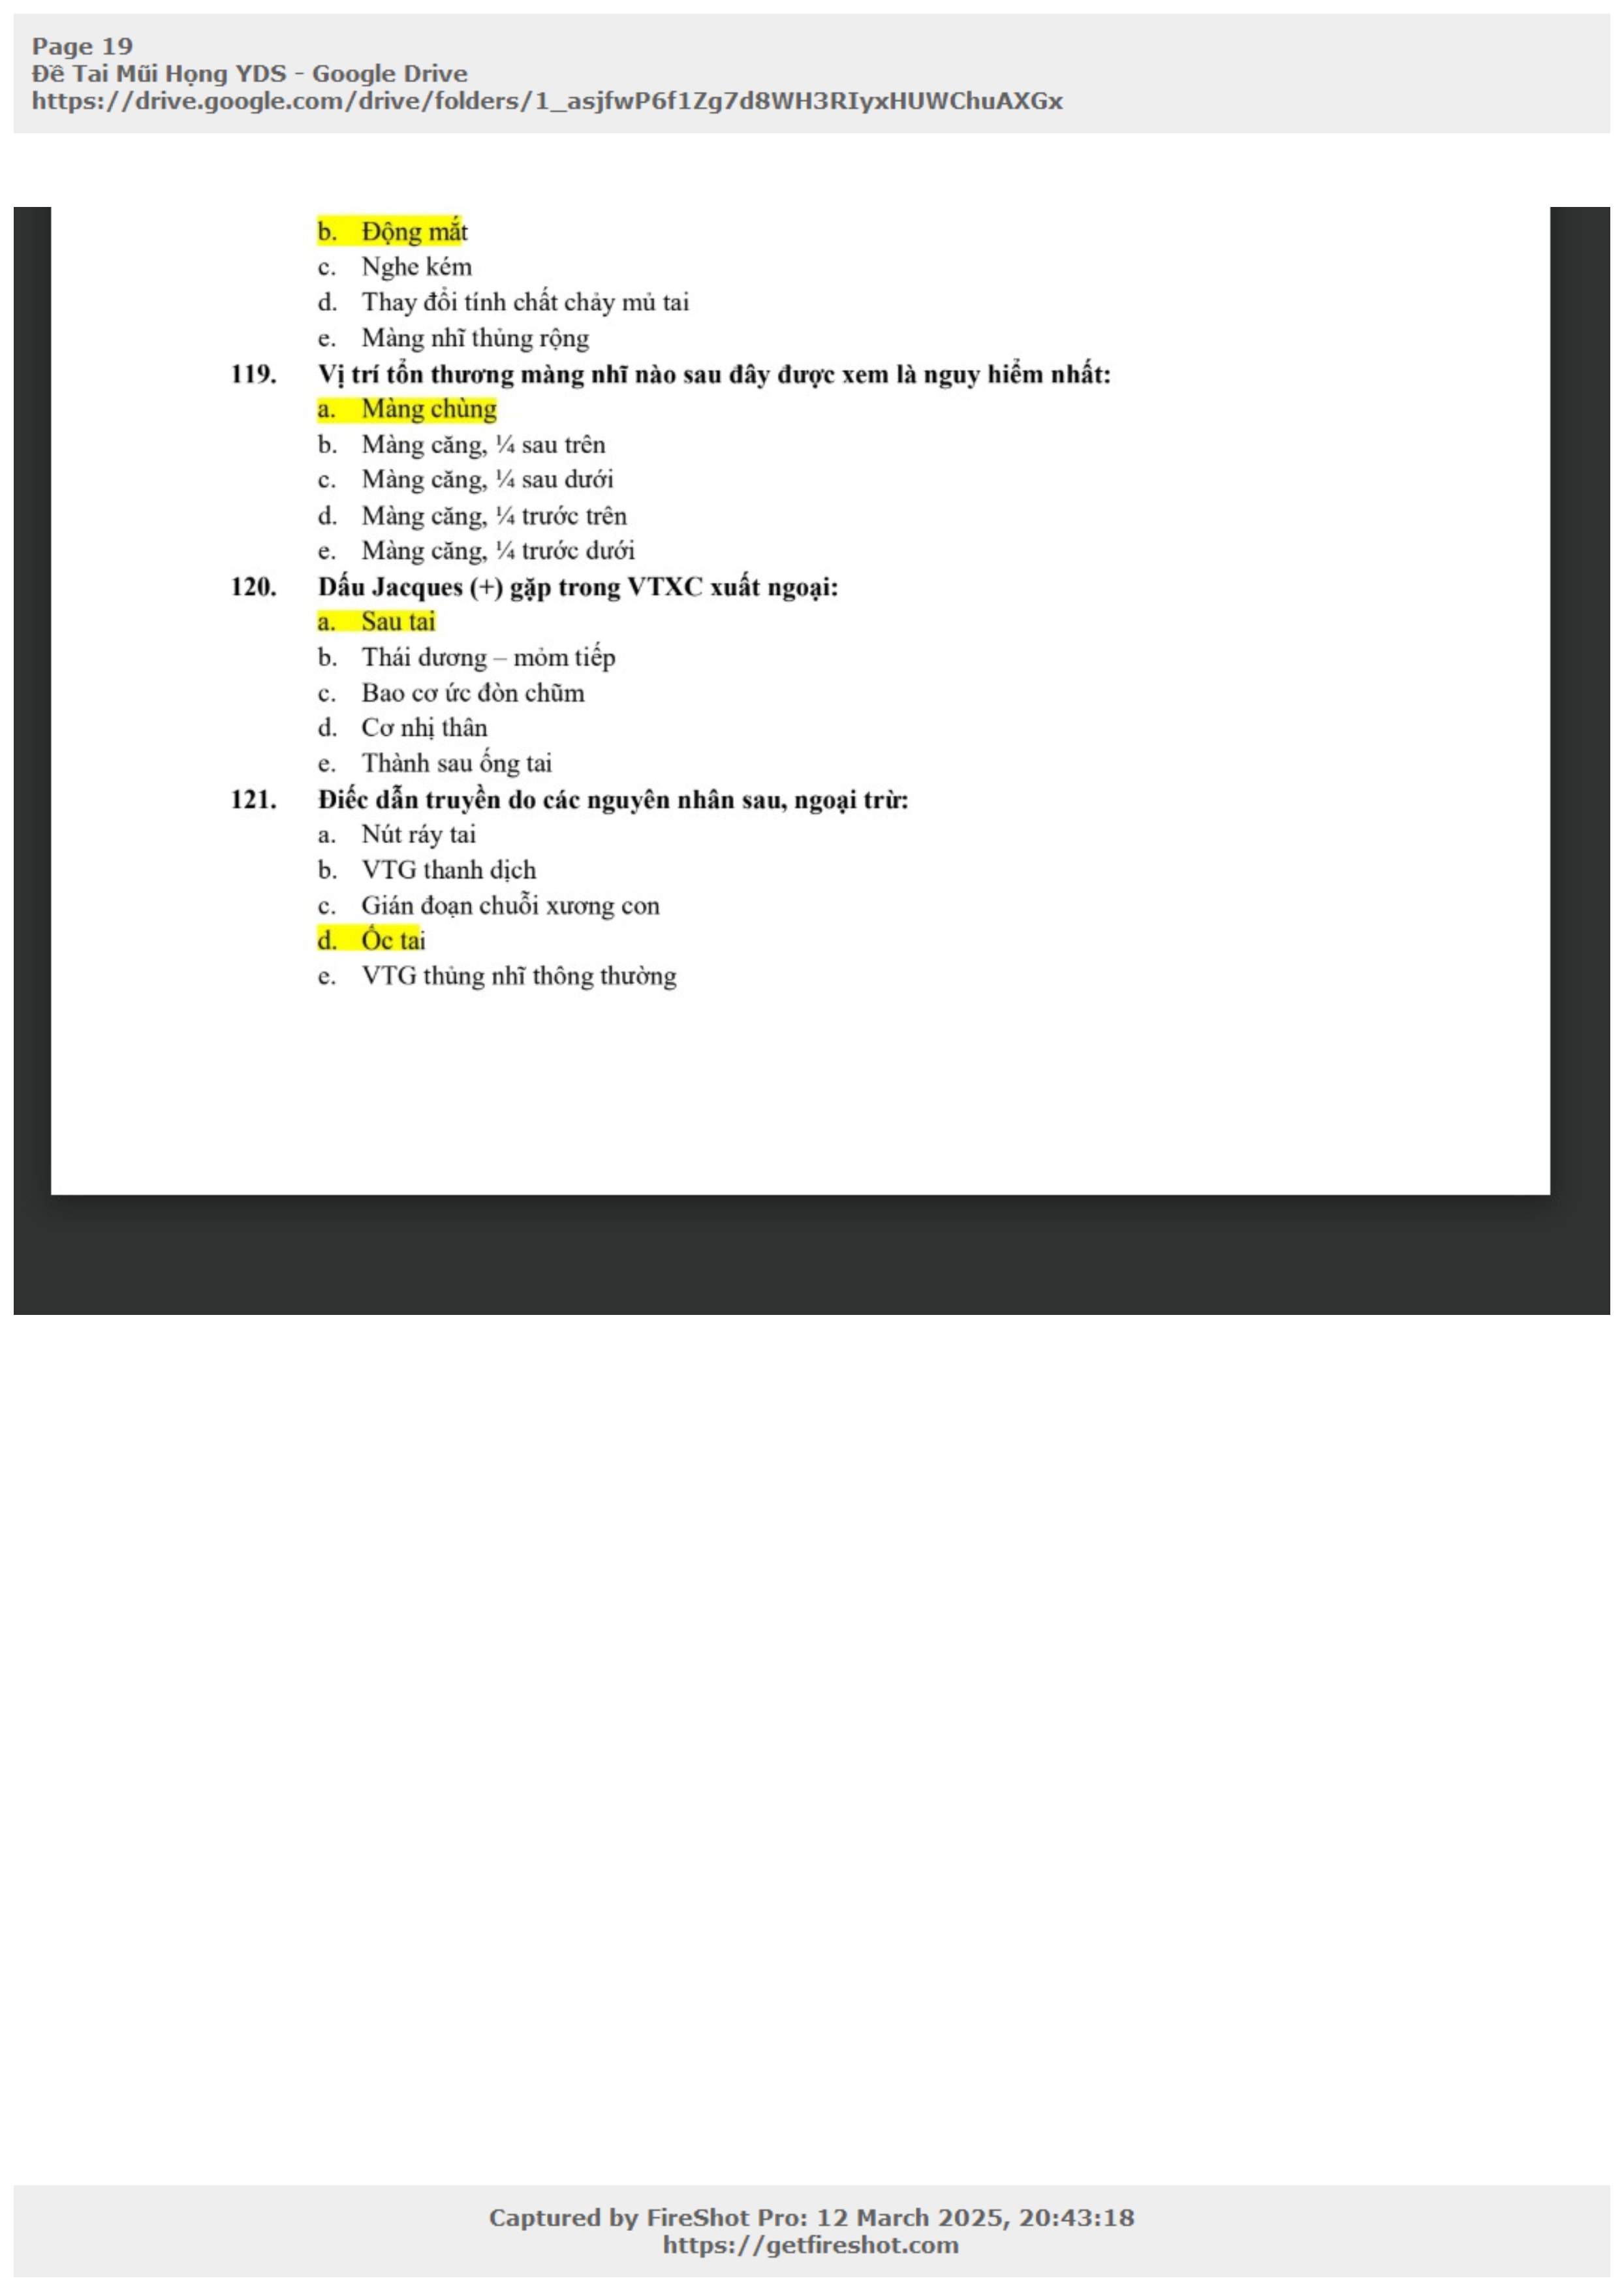 Page 19
Đề Tai Mũi Họng YDS - Google Drive
https://drive.google.com/drive/folders/1_asjfwP6f1Zg7d8WH3RIyxHUWChuAXGx
b. Động mắt
c. Nghe kém
d. Thay đổi tính chất chảy mủ tai
e. Màng nhĩ thủng rộng
119. Vị trí tổn thương màng nhĩ nào sau đây được xem là nguy hiểm nhất:
a. Màng chùng
b. Màng căng, ¼ sau trên
c. Màng căng, ¼ sau dưới
d. Màng căng, ¼ trước trên
e. Màng căng, ¼ trước dưới
120. Dấu Jacques (+) gặp trong VTXC xuất ngoại:
a. Sau tai
b. Thái dương – mỏm tiếp
c. Bao cơ ức đòn chũm
d. Cơ nhị thân
e. Thành sau ống tai
121. Điếc dẫn truyền do các nguyên nhân sau, ngoại trừ:
a. Nút ráy tai
b. VTG thanh dịch
c. Gián đoạn chuỗi xương con
d. Ốc tai
e. VTG thủng nhĩ thông thường
Captured by FireShot Pro: 12 March 2025, 20:43:18
https://getfireshot.com